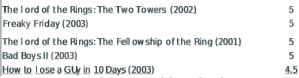 The Lord of the Rings: The Two Towers (2002) 5
Freaky Friday (2003) 5
The Lord of the Rings: The Fellowship of the Ring (2001) 5
Bad Boys II (2003) 5
How to Lose a Guy in 10 Days (2003) 4.5